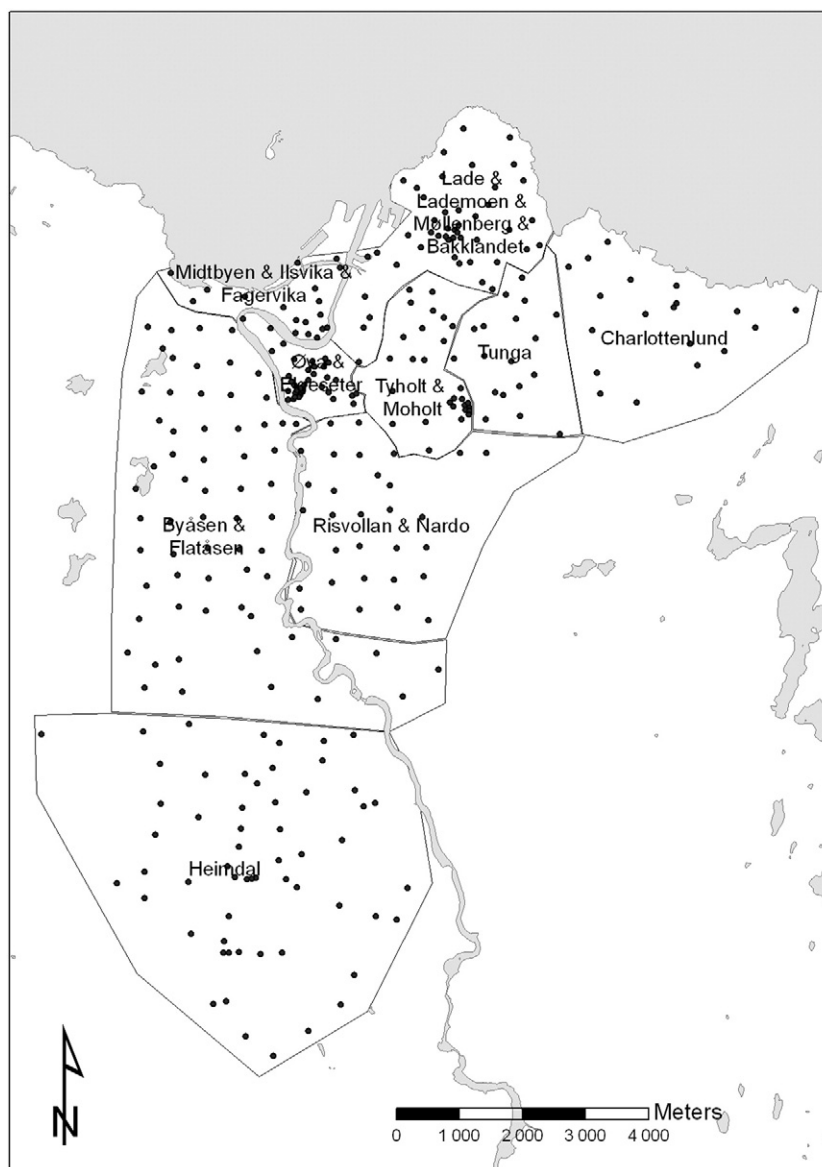 Lade &
Lademoen &
Møllenberg &
Bakklandet
Midtbyen & Ilsvika &
Fagervika
Charlottenlund
Tunga
Øya &
Elgeseter
Tyholt &
Moholt
Byåsen &
Flatåsen
Risvollan & Nardo
Heimdal
N
Meters
0 1 000 2 000 3 000 4 000